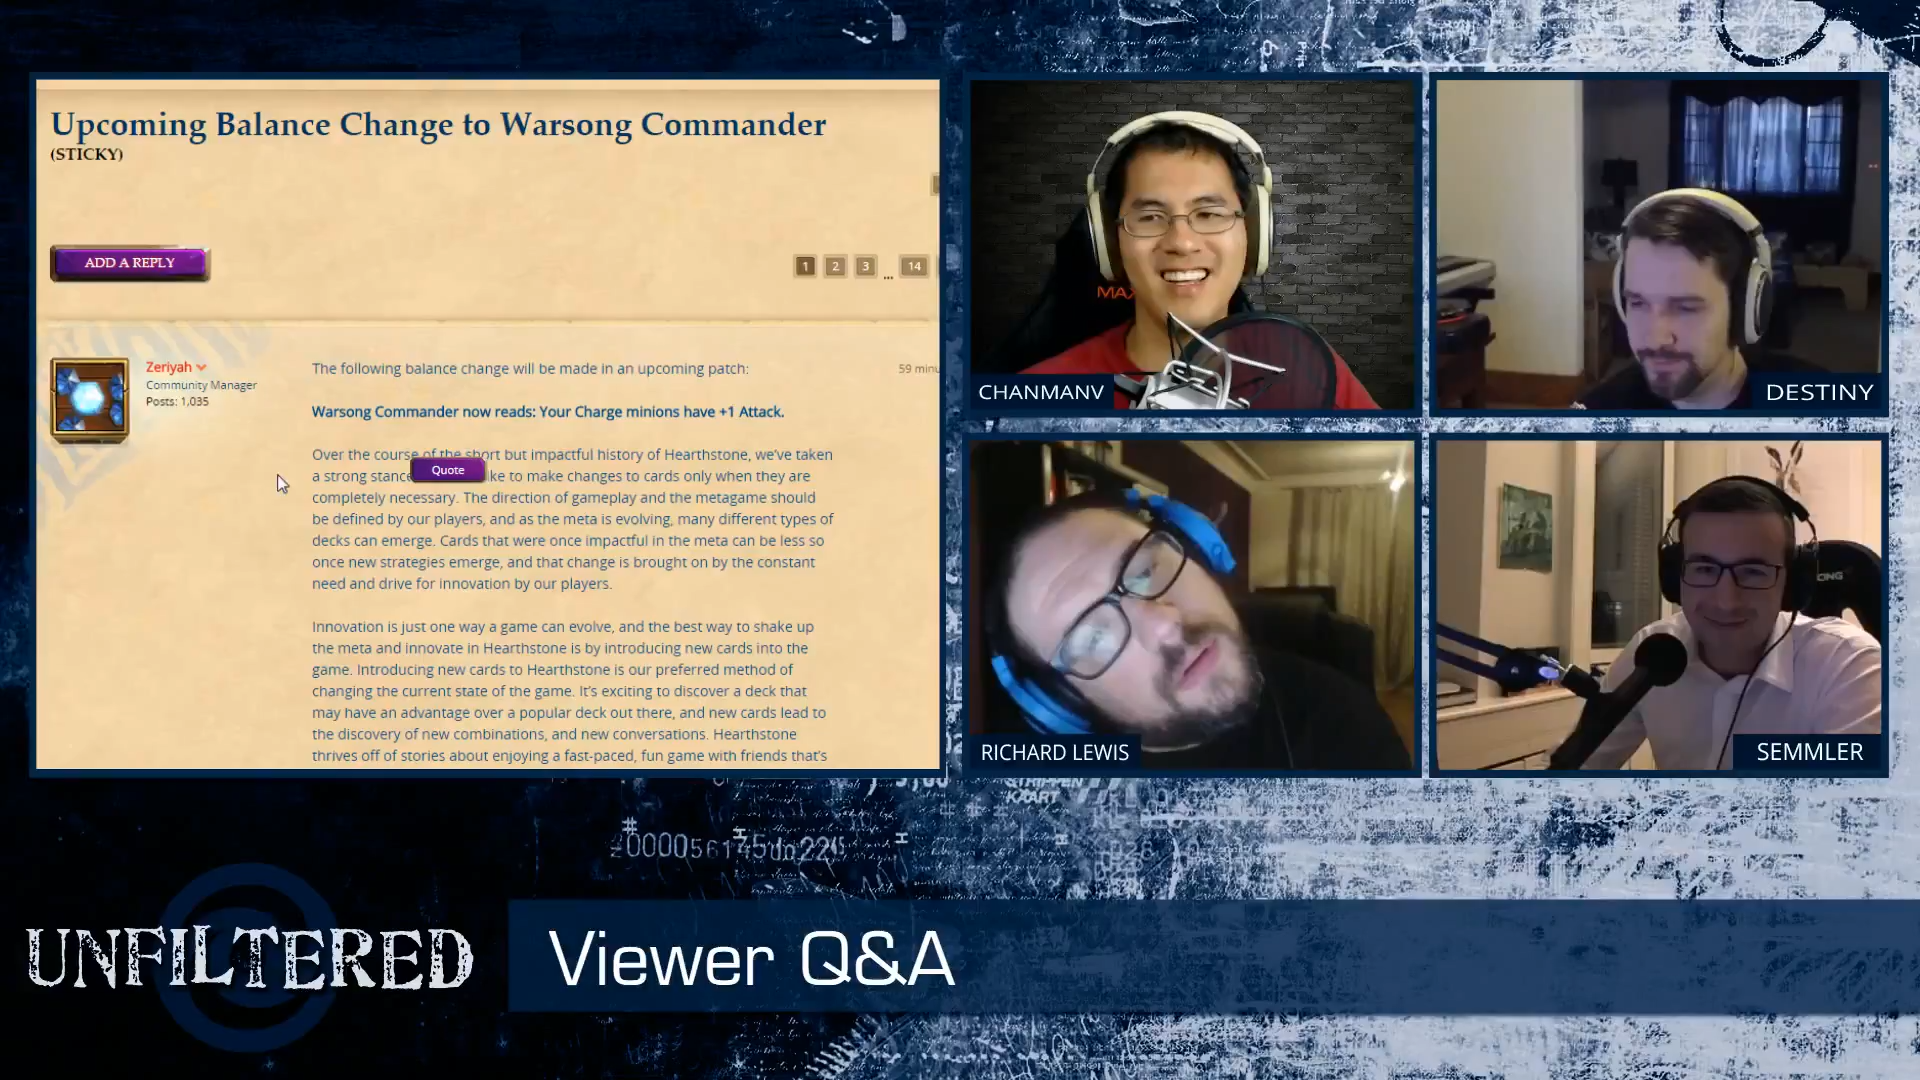 Upcoming Balance Change to Warsong Commander
(STICKY)
ADD A REPLY
1 2 3 ... 14
Zeriyah
Community Manager
Posts: 1,035
The following balance change will be made in an upcoming patch:
59 minu
Warsong Commander now reads: Your Charge minions have +1 Attack.
Over the course of the short but impactful history of Hearthstone, we've taken
a strong stance
Quote
ke to make changes to cards only when they are
completely necessary. The direction of gameplay and the metagame should
be defined by our players, and as the meta is evolving, many different types of
decks can emerge. Cards that were once impactful in the meta can be less so
once new strategies emerge, and that change is brought on by the constant
need and drive for innovation by our players.
Innovation is just one way a game can evolve, and the best way to shake up
the meta and innovate in Hearthstone is by introducing new cards into the
game. Introducing new cards to Hearthstone is our preferred method of
changing the current state of the game. It's exciting to discover a deck that
may have an advantage over a popular deck out there, and new cards lead to
the discovery of new combinations, and new conversations. Hearthstone
thrives off of stories about enjoying a fast-paced, fun game with friends that's
MAX
CHANMANV
DESTINY
RICHARD LEWIS
SEMMLER
UNFILTERED
Viewer Q&A